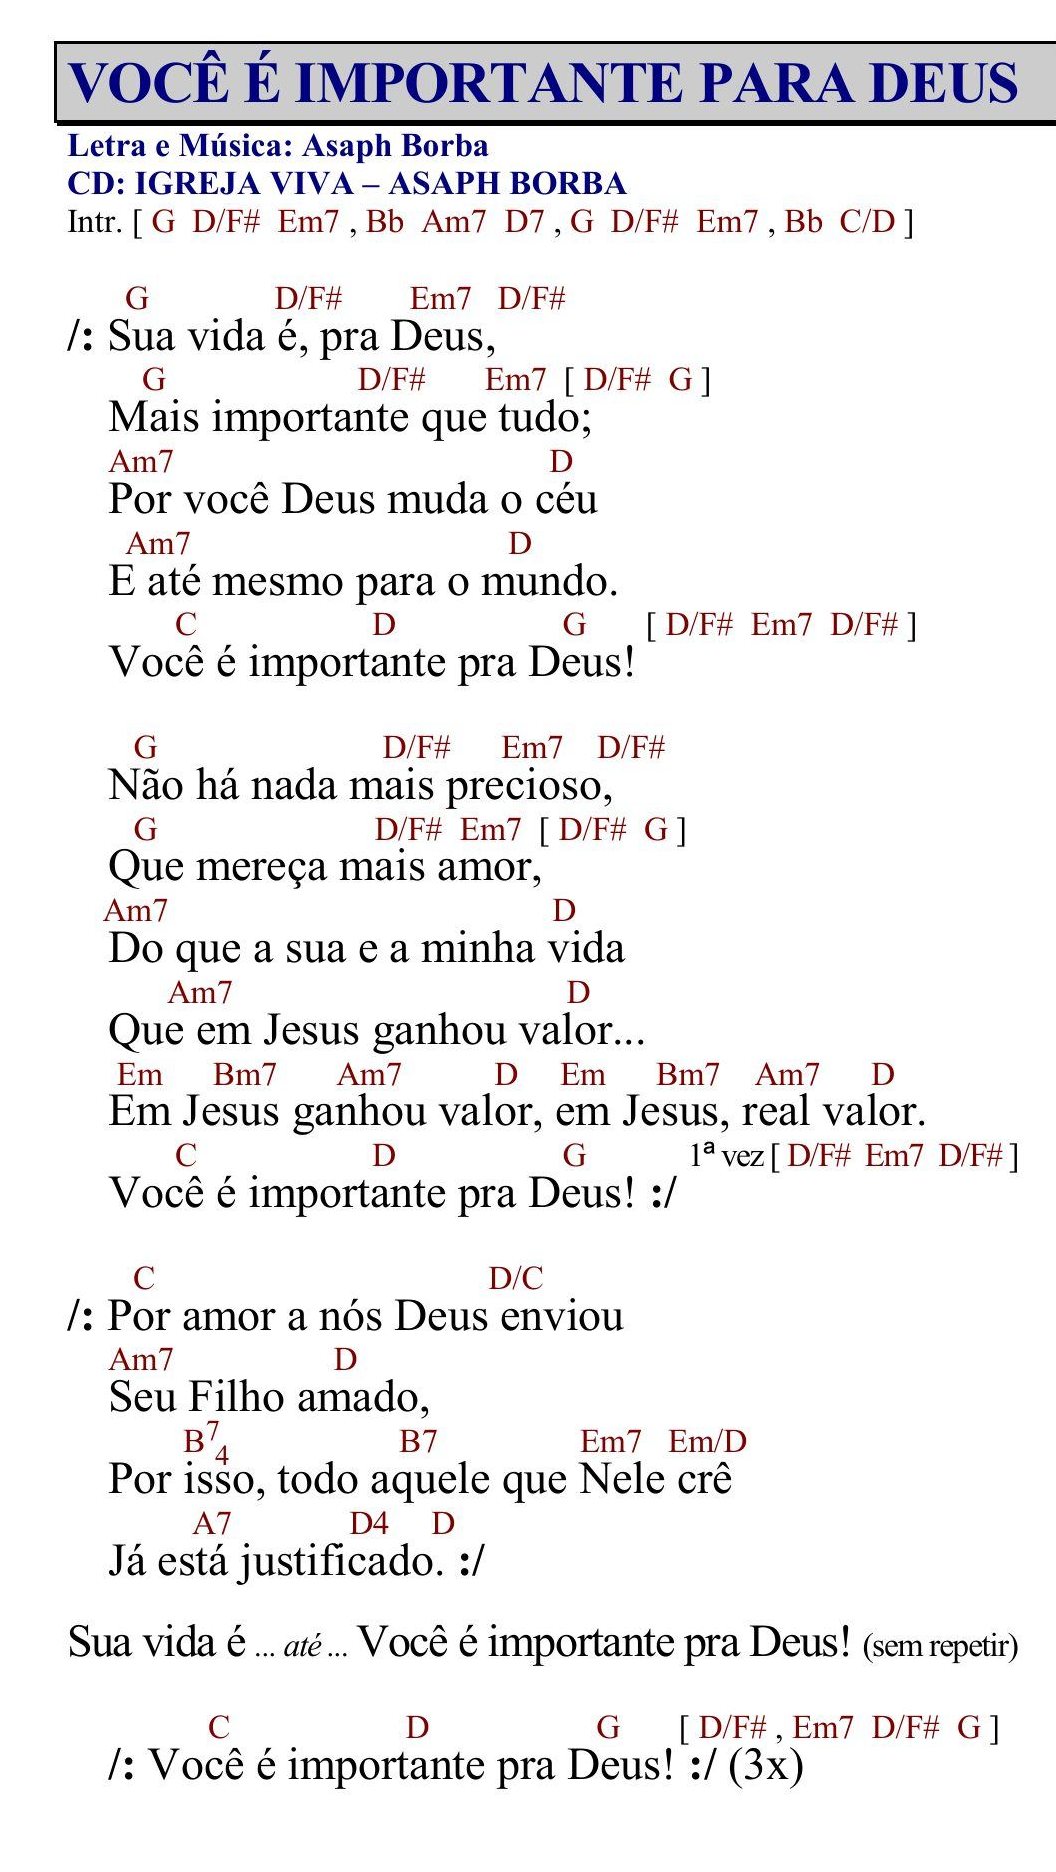 VOCÊ É IMPORTANTE PARA DEUS
Letra e Música: Asaph Borba
CD: IGREJA VIVA – ASAPH BORBA
Intr. [ G D/F# Em7 , Bb Am7 D7 , G D/F# Em7 , Bb C/D ]
G D/F# Em7 D/F#
/: Sua vida é, pra Deus,
G D/F# Em7 [ D/F# G ]
Mais importante que tudo;
Am7 D
Por você Deus muda o céu
Am7 D
E até mesmo para o mundo.
C D G [ D/F# Em7 D/F# ]
Você é importante pra Deus!
G D/F# Em7 D/F#
Não há nada mais precioso,
G D/F# Em7 [ D/F# G ]
Que mereça mais amor,
Am7 D
Do que a sua e a minha vida
Am7 D
Que em Jesus ganhou valor...
Em Bm7 Am7 D Em Bm7 Am7 D
Em Jesus ganhou valor, em Jesus, real valor.
C D G 1ª vez [ D/F# Em7 D/F# ]
Você é importante pra Deus! :/
C D/C
/: Por amor a nós Deus enviou
Am7 D
Seu Filho amado,
B7 4 B7 Em7 Em/D
Por isso, todo aquele que Nele crê
A7 D4 D
Já está justificado. :/
Sua vida é ... até ... Você é importante pra Deus! (sem repetir)
C D G [ D/F# , Em7 D/F# G ]
/: Você é importante pra Deus! :/ (3x)